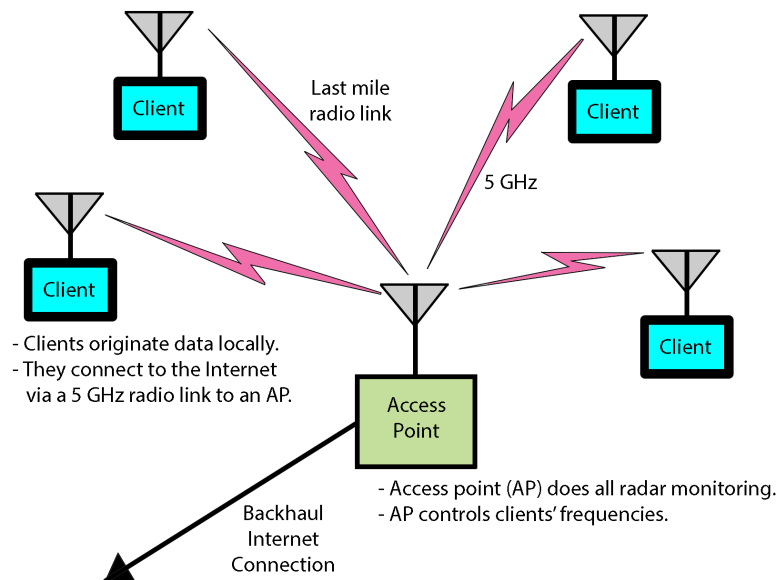 Client
Last mile
radio link
Client
5 GHz
Client
Client
- Clients originate data locally.
- They connect to the Internet
via a 5 GHz radio link to an AP.
Access
Point
- Access point (AP) does all radar monitoring.
- AP controls clients’ frequencies.
Backhaul
Internet
Connection